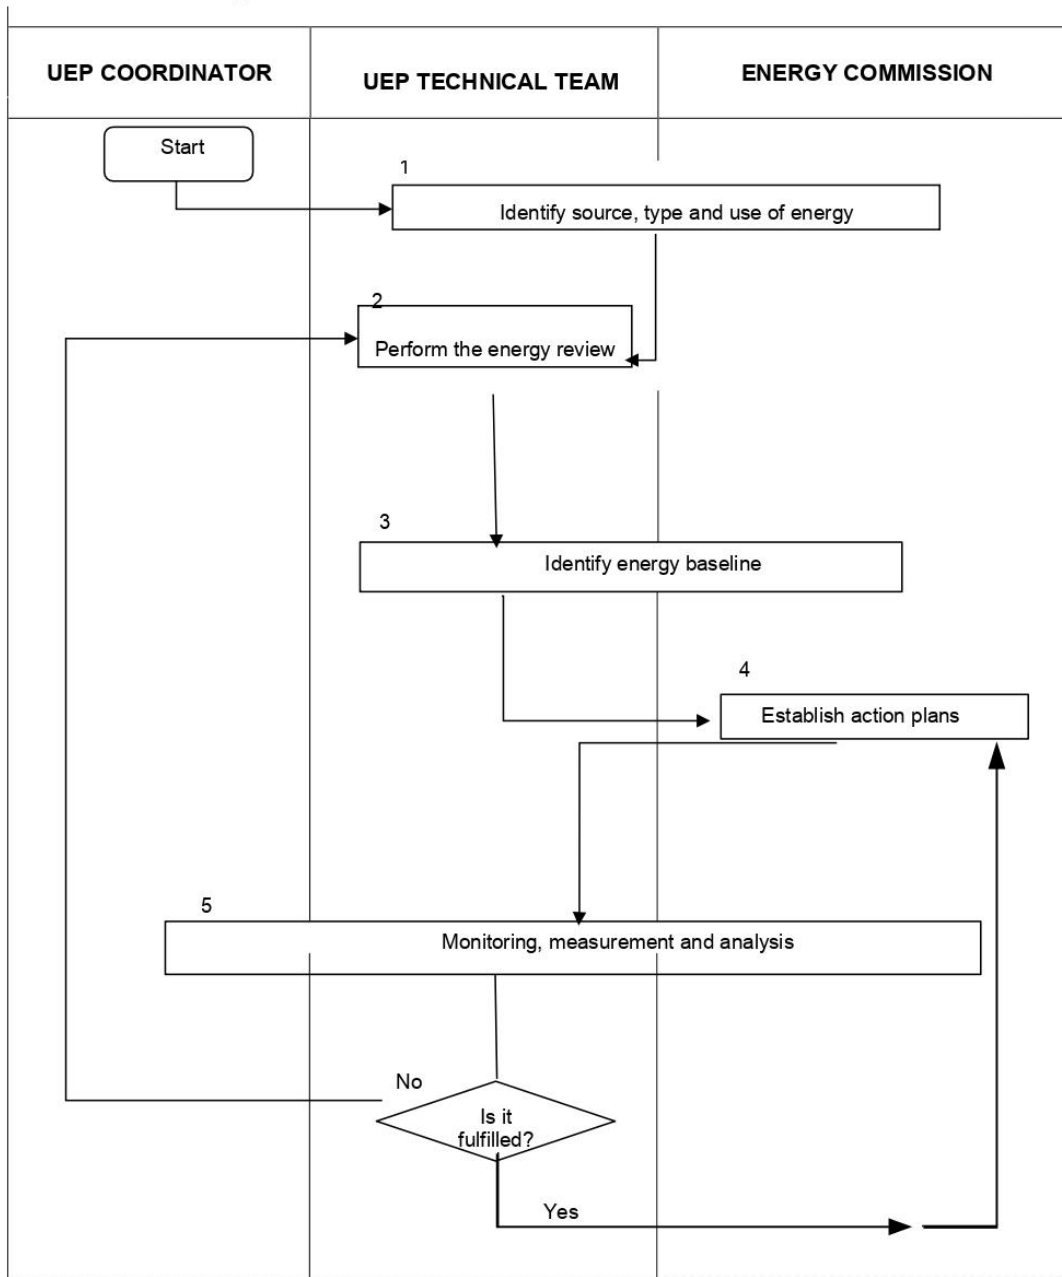 UEP COORDINATOR
UEP TECHNICAL TEAM
ENERGY COMMISSION
Start
1
Identify source, type and use of energy
2
Perform the energy review
3
Identify energy baseline
4
Establish action plans
5
Monitoring, measurement and analysis
No
Is it
fulfilled?
Yes